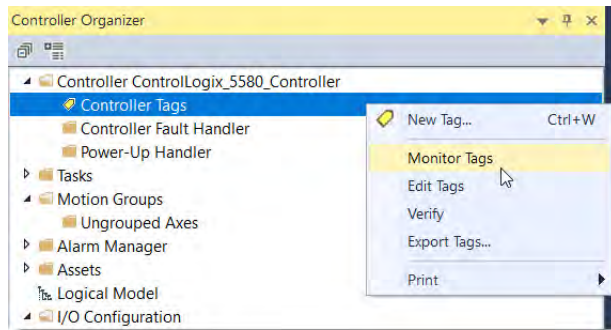 Controller Organizer
Controller ControlLogix_5580_Controller
Controller Tags
Controller Fault Handler
Power-Up Handler
Tasks
Motion Groups
Ungrouped Axes
Alarm Manager
Assets
Logical Model
I/O Configuration
New Tag... Ctrl+W
Monitor Tags
Edit Tags
Verify
Export Tags...
Print